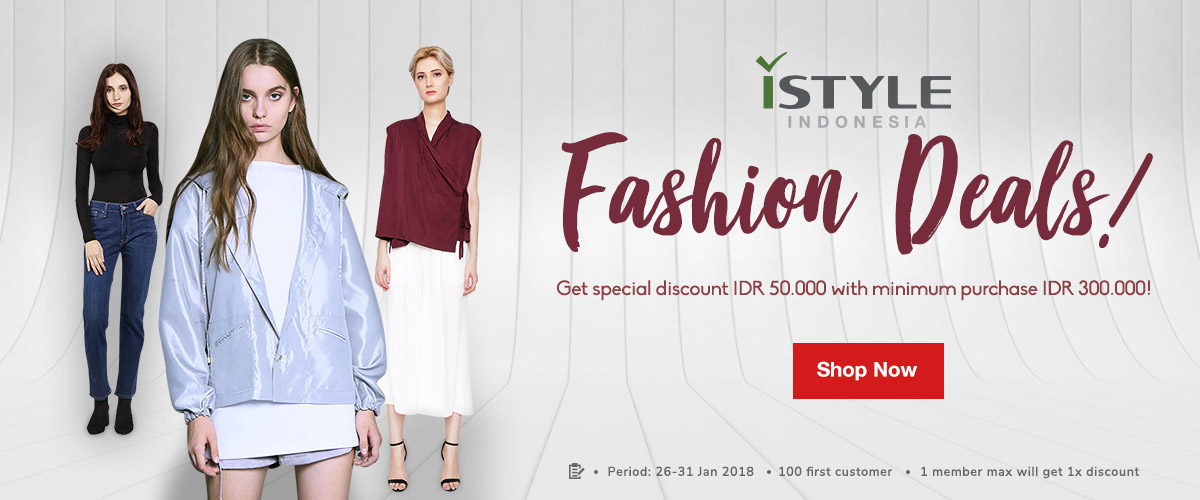 iSTYLE
INDONESIA
Fashion Deals!
Get special discount IDR 50.000 with minimum purchase IDR 300.000!
Shop Now
• Period: 26-31 Jan 2018 • 100 first customer • 1 member max will get 1x discount